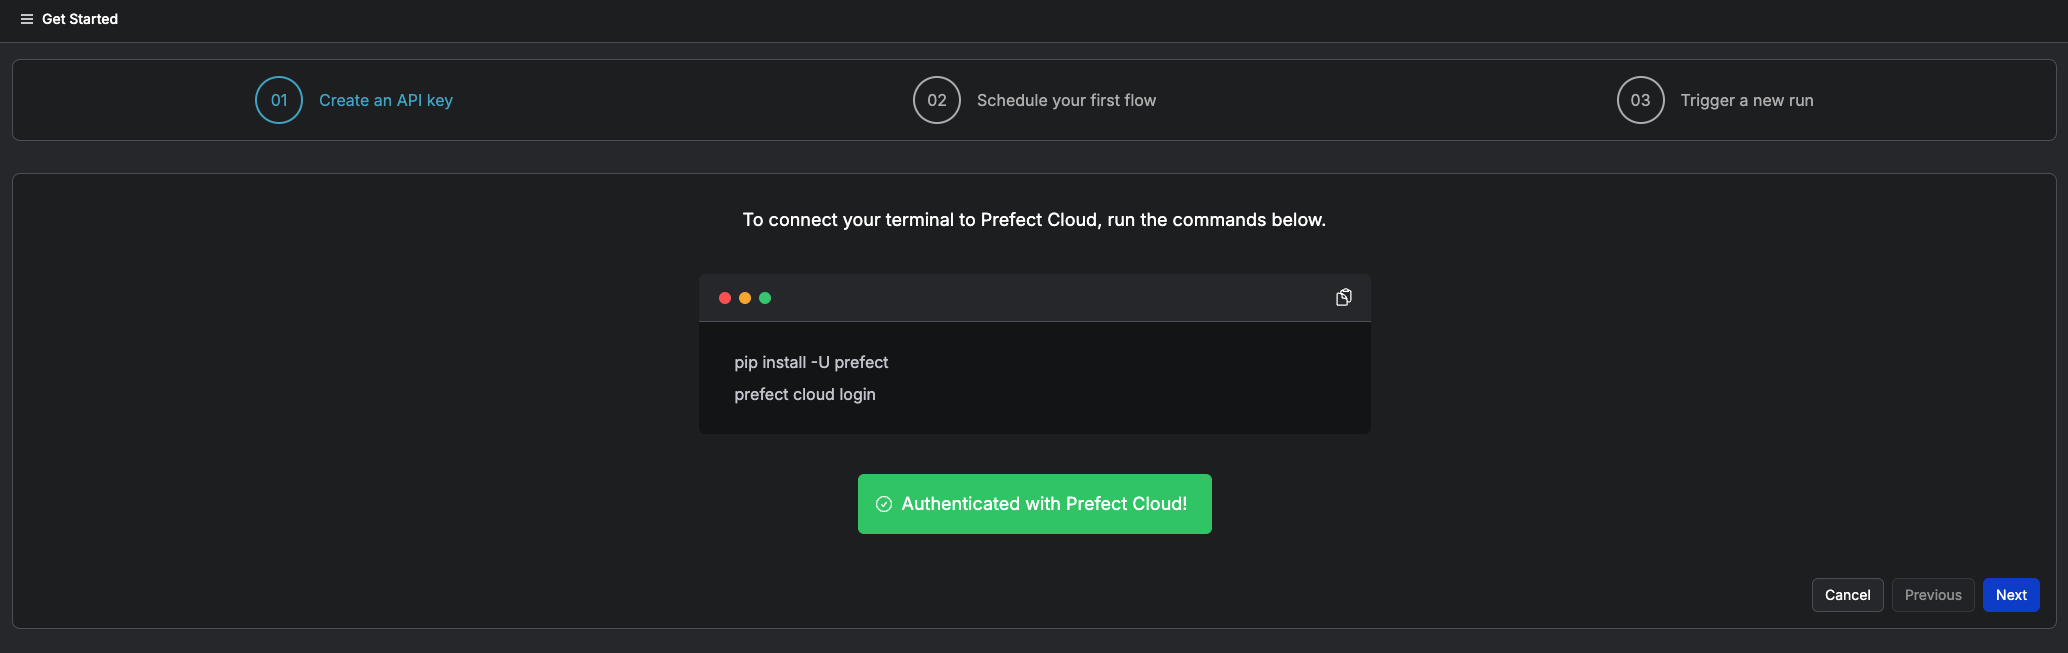 Get Started
01 Create an API key 02 Schedule your first flow 03 Trigger a new run
To connect your terminal to Prefect Cloud, run the commands below.
pip install -U prefect
prefect cloud login
Authenticated with Prefect Cloud!
Cancel Previous Next